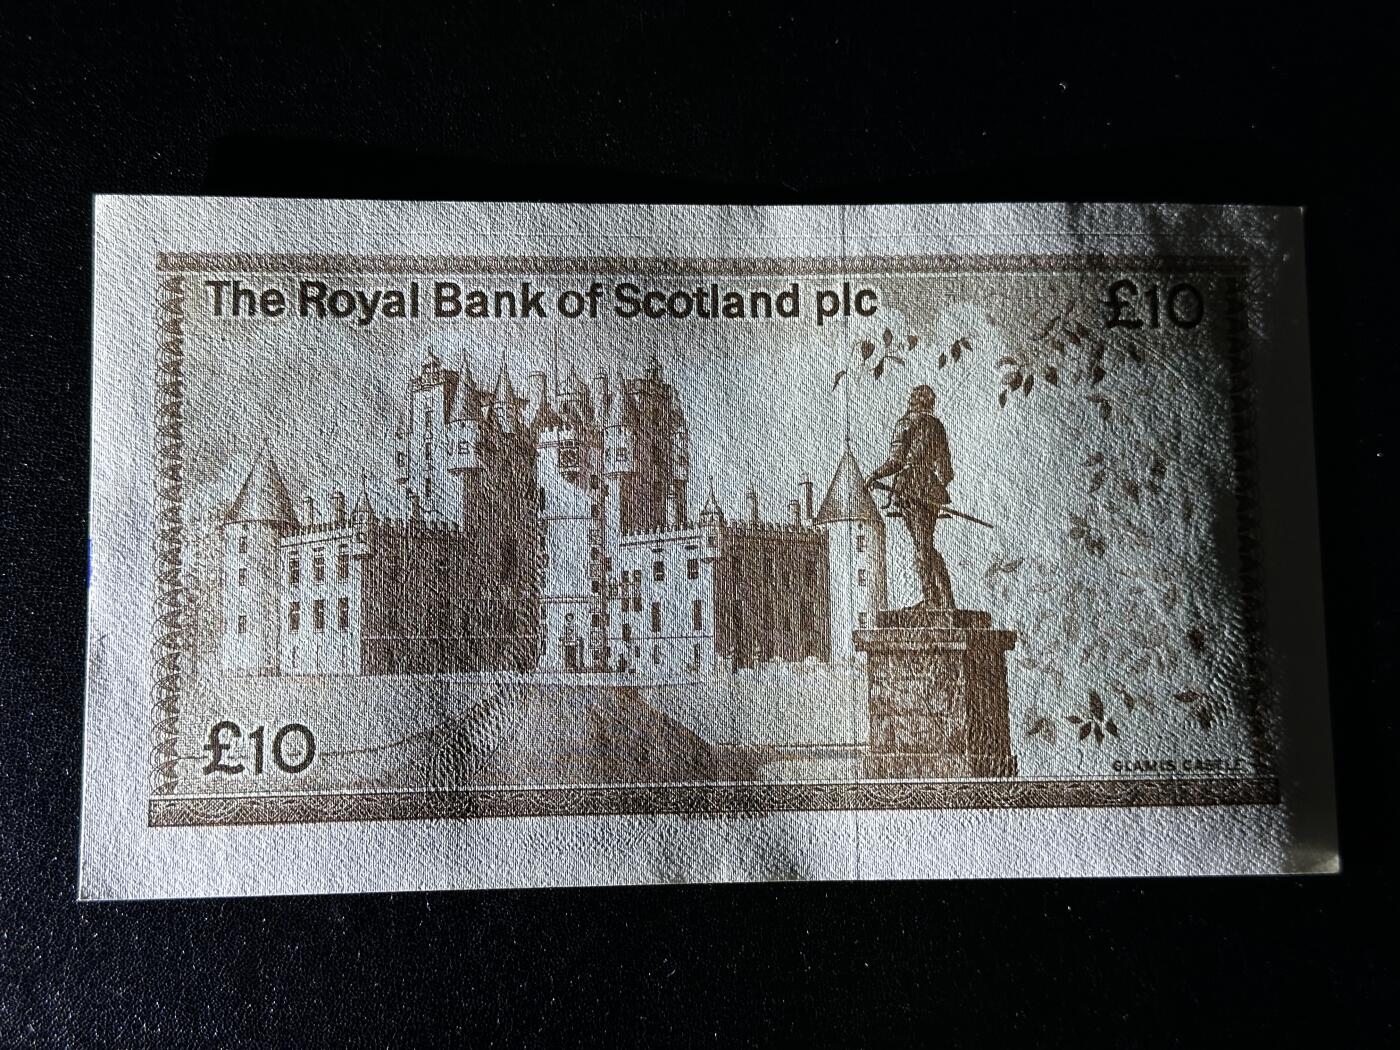 The Royal Bank of Scotland plc
£10
£10
GLAMIS CASTLE